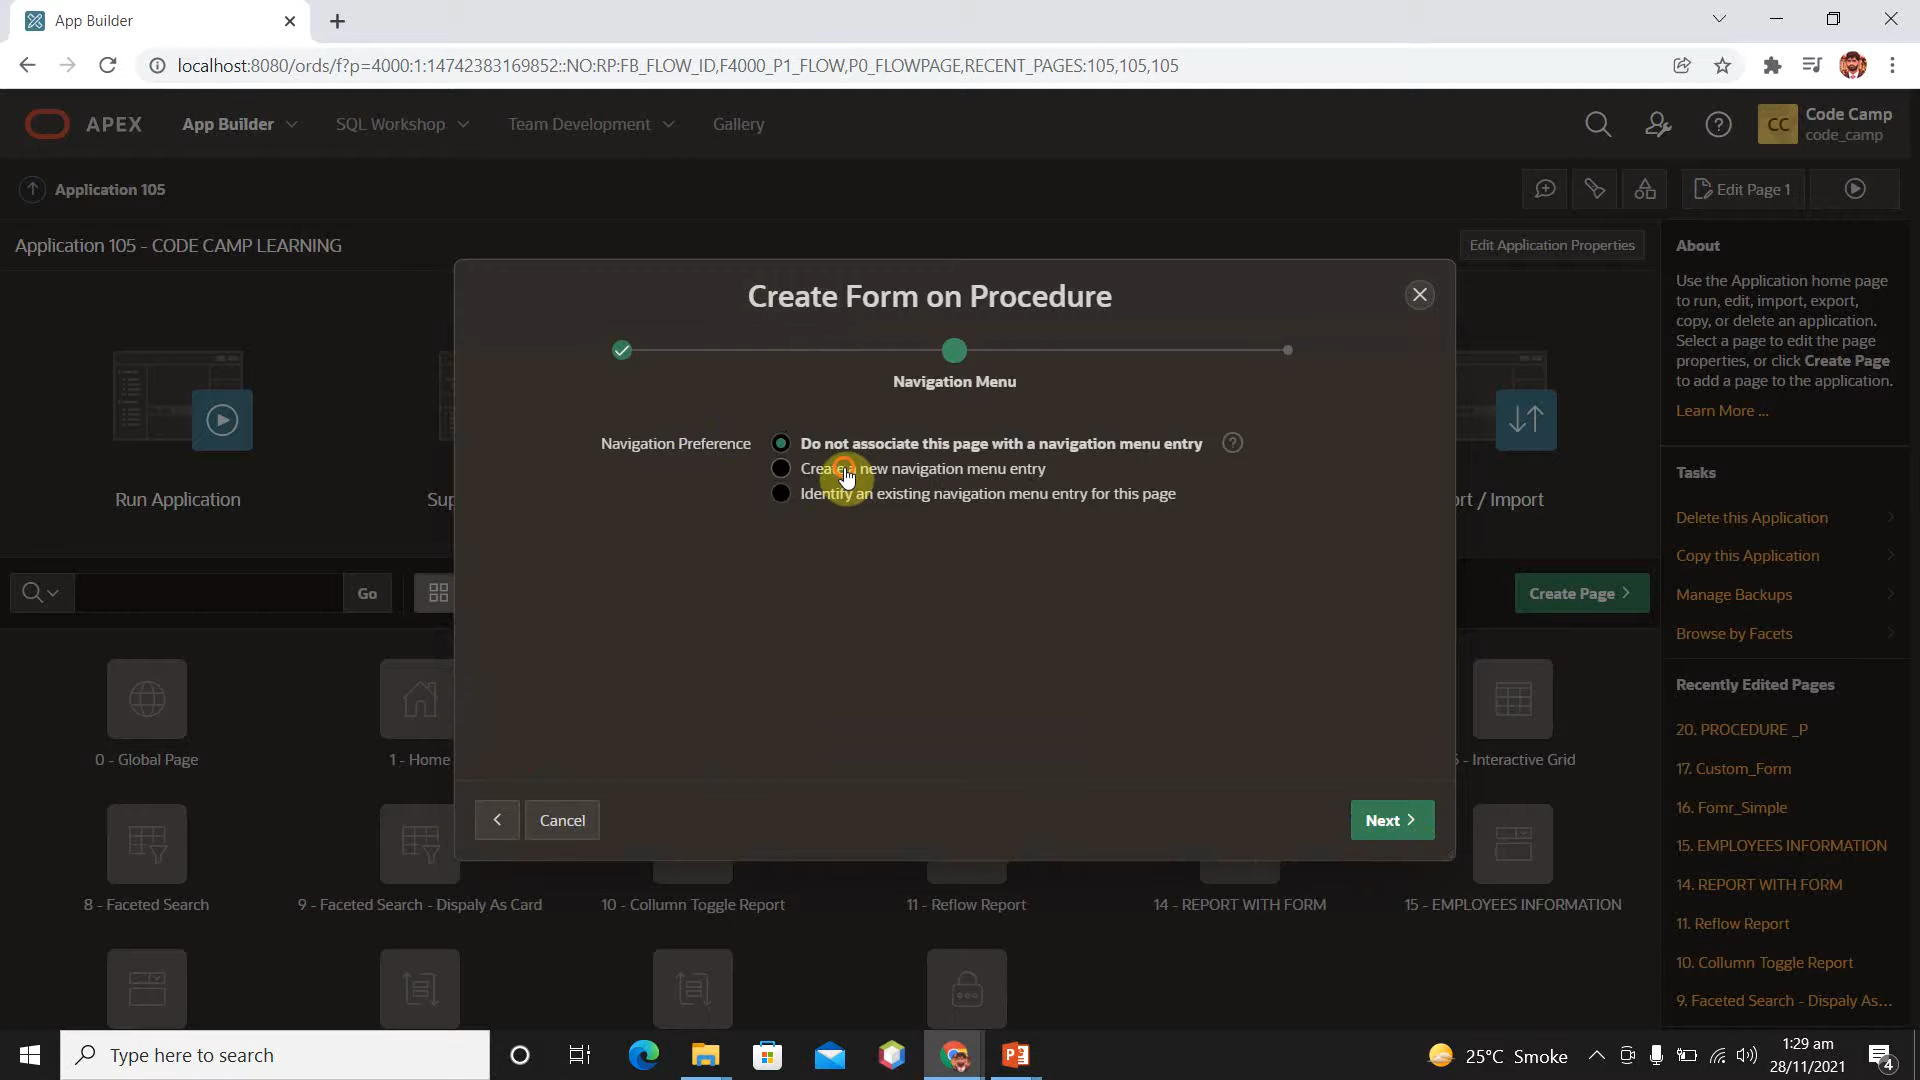 App Builder
localhost:8080/ords/f?p=4000:1:14742383169852::NO:RP:FB_FLOW_ID,F4000_P1_FLOW,P0_FLOWPAGE,RECENT_PAGES:105,105,105
APEX App Builder SQL Workshop Team Development Gallery
CC Code Camp
code_camp
Application 105
Edit Page 1
Application 105 - CODE CAMP LEARNING
Edit Application Properties
About
Use the Application home page
to run, edit, import, export,
copy, or delete an application.
Select a page to edit the page
properties, or click Create Page
to add a page to the application.
Learn More ...
Create Form on Procedure
Navigation Menu
Navigation Preference
Do not associate this page with a navigation menu entry
Create a new navigation menu entry
Identify an existing navigation menu entry for this page
Cancel
Next
Run Application
Sup
ort / Import
Go
Create Page
Tasks
Delete this Application
Copy this Application
Manage Backups
Browse by Facets
Recently Edited Pages
20. PROCEDURE _P
17. Custom_Form
16. Fomr_Simple
15. EMPLOYEES INFORMATION
14. REPORT WITH FORM
11. Reflow Report
10. Collumn Toggle Report
9. Faceted Search - Dispaly As...
0 - Global Page
1 - Home
- Interactive Grid
8 - Faceted Search
9 - Faceted Search - Dispaly As Card
10 - Collumn Toggle Report
11 - Reflow Report
14 - REPORT WITH FORM
15 - EMPLOYEES INFORMATION
Type here to search
25°C Smoke
1:29 am
28/11/2021
4